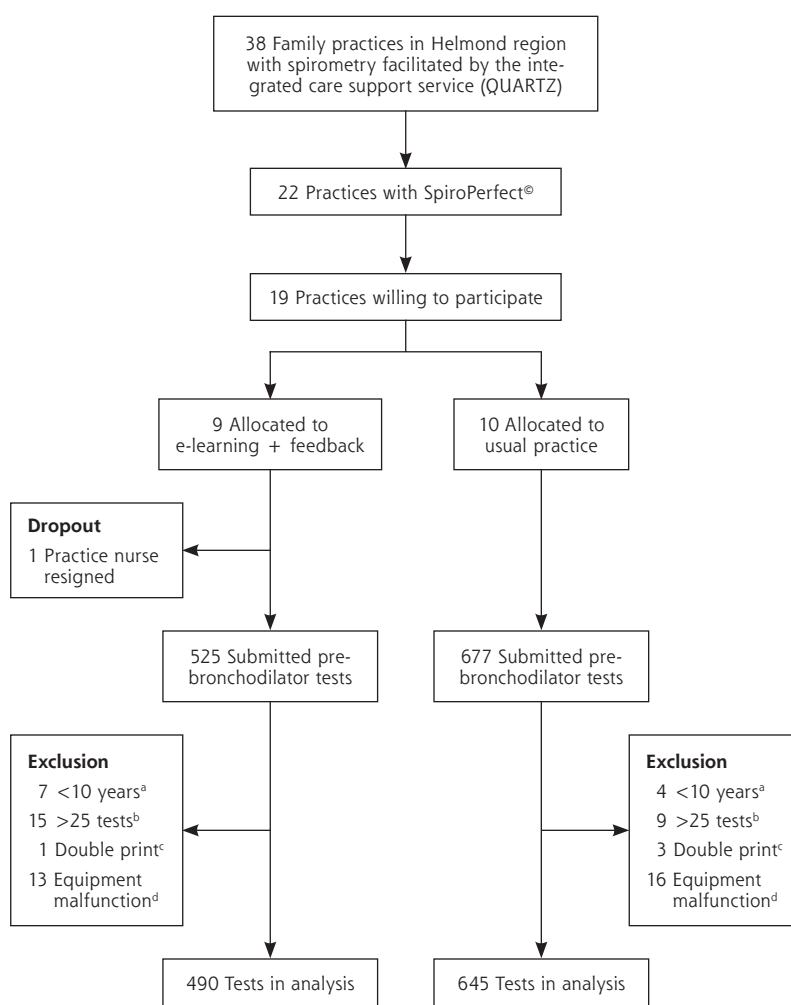 38 Family practices in Helmond region
with spirometry facilitated by the inte-
grated care support service (QUARTZ)
22 Practices with SpiroPerfect©
19 Practices willing to participate
9 Allocated to
e-learning + feedback
10 Allocated to
usual practice
Dropout
1 Practice nurse
resigned
525 Submitted pre-
bronchodilator tests
677 Submitted pre-
bronchodilator tests
Exclusion
7 <10 yearsᵃ
15 >25 testsᵇ
1 Double printᶜ
13 Equipment
malfunctionᵈ
Exclusion
4 <10 yearsᵃ
9 >25 testsᵇ
3 Double printᶜ
16 Equipment
malfunctionᵈ
490 Tests in analysis
645 Tests in analysis